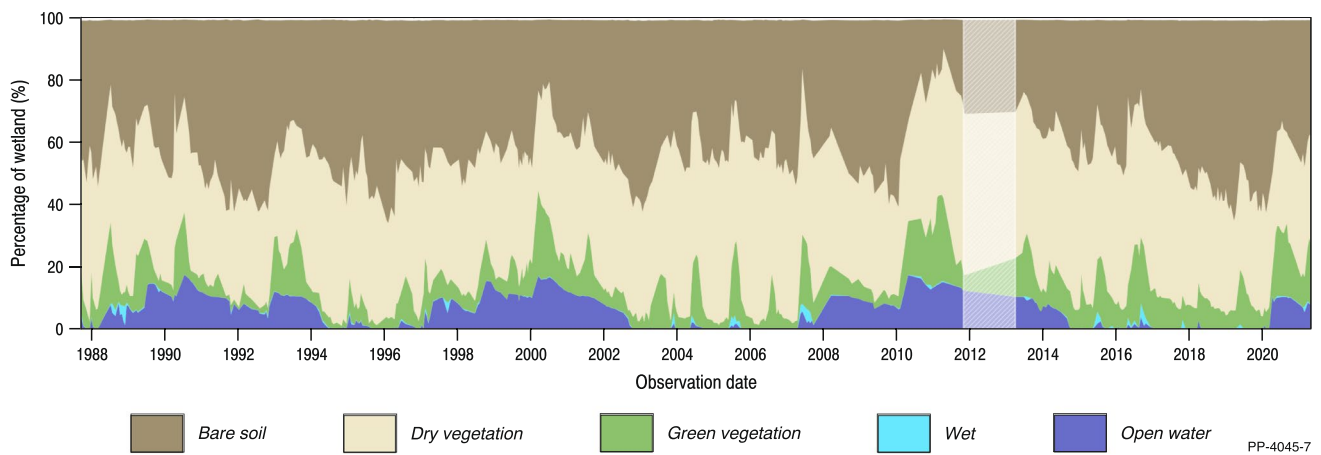 100
80
60
40
20
0
Percentage of wetland (%)
1988 1990 1992 1994 1996 1998 2000 2002 2004 2006 2008 2010 2012 2014 2016 2018 2020
Observation date
Bare soil Dry vegetation Green vegetation Wet Open water
PP-4045-7